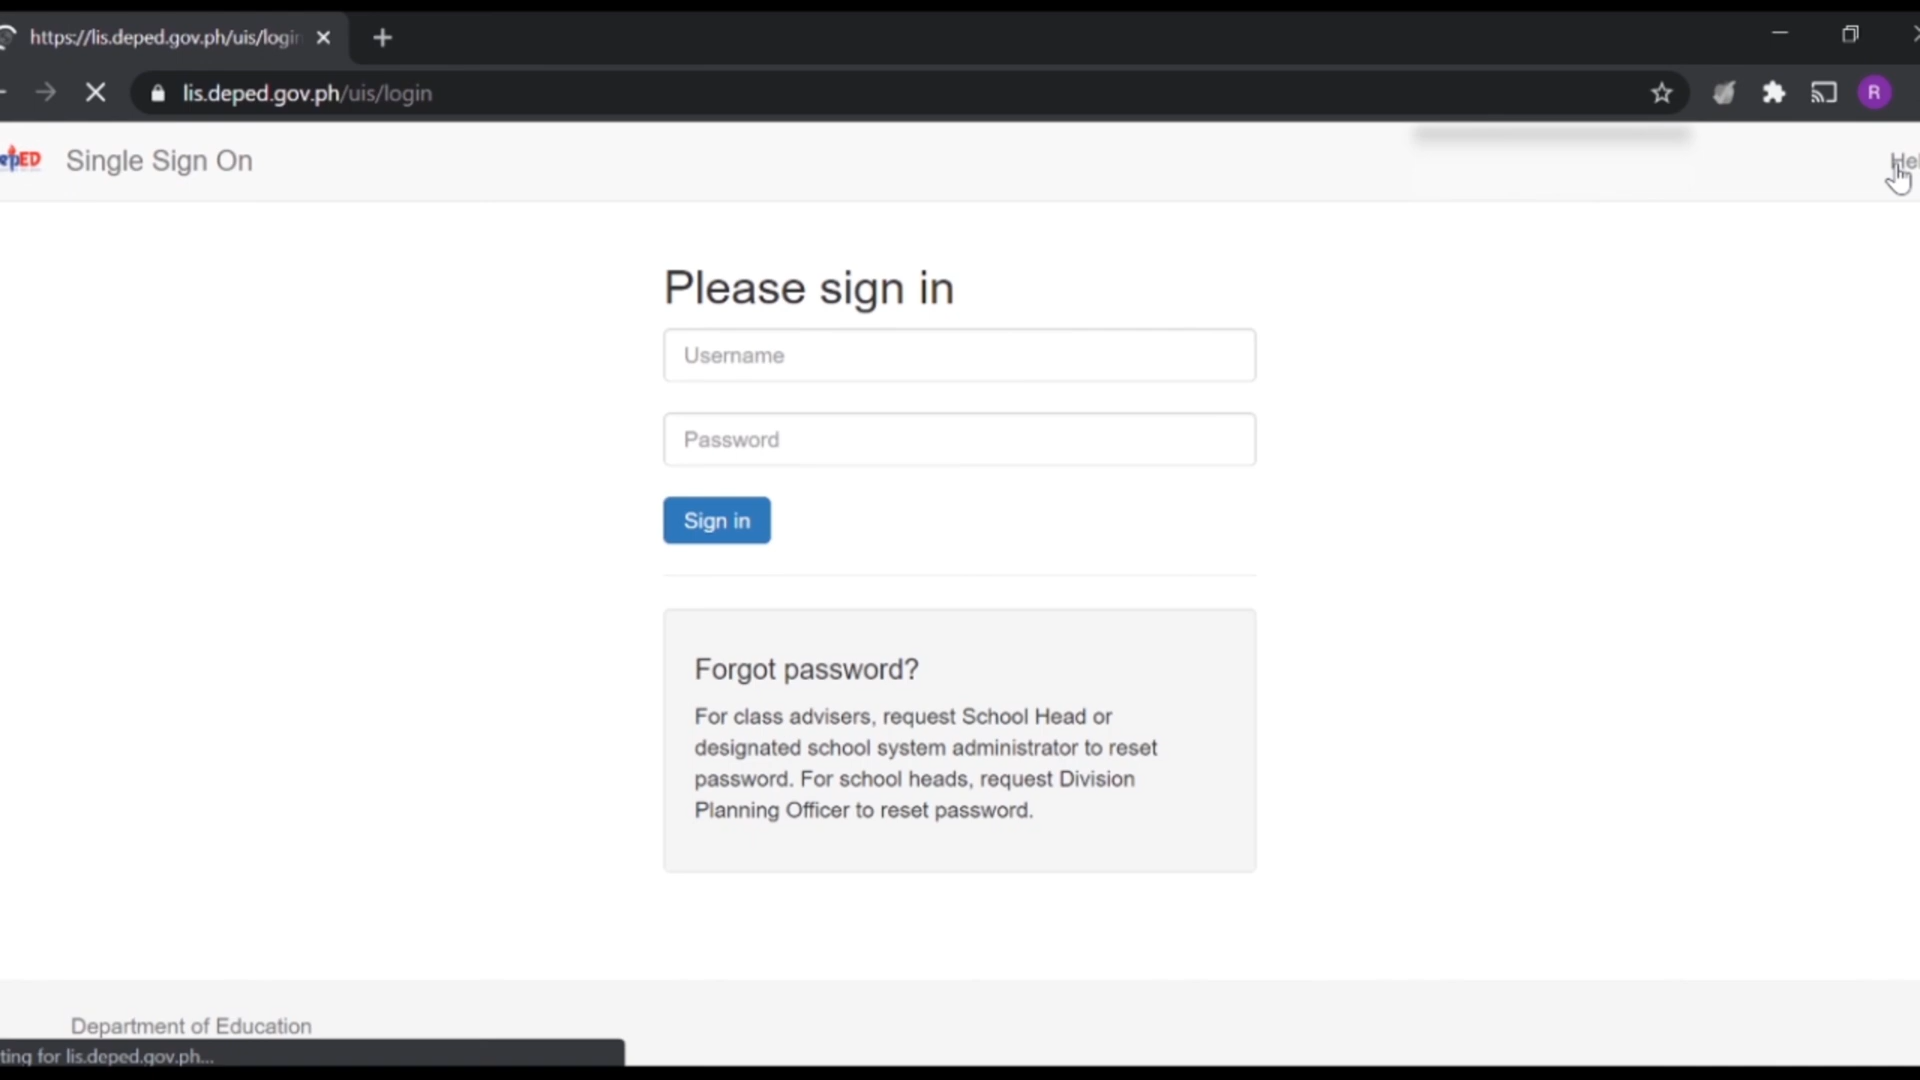 https://lis.deped.gov.ph/uis/login
lis.deped.gov.ph/uis/login
R
epED
Single Sign On
Hel
Please sign in
Username
Password
Sign in
Forgot password?
For class advisers, request School Head or
designated school system administrator to reset
password. For school heads, request Division
Planning Officer to reset password.
Department of Education
ting for lis.deped.gov.ph...